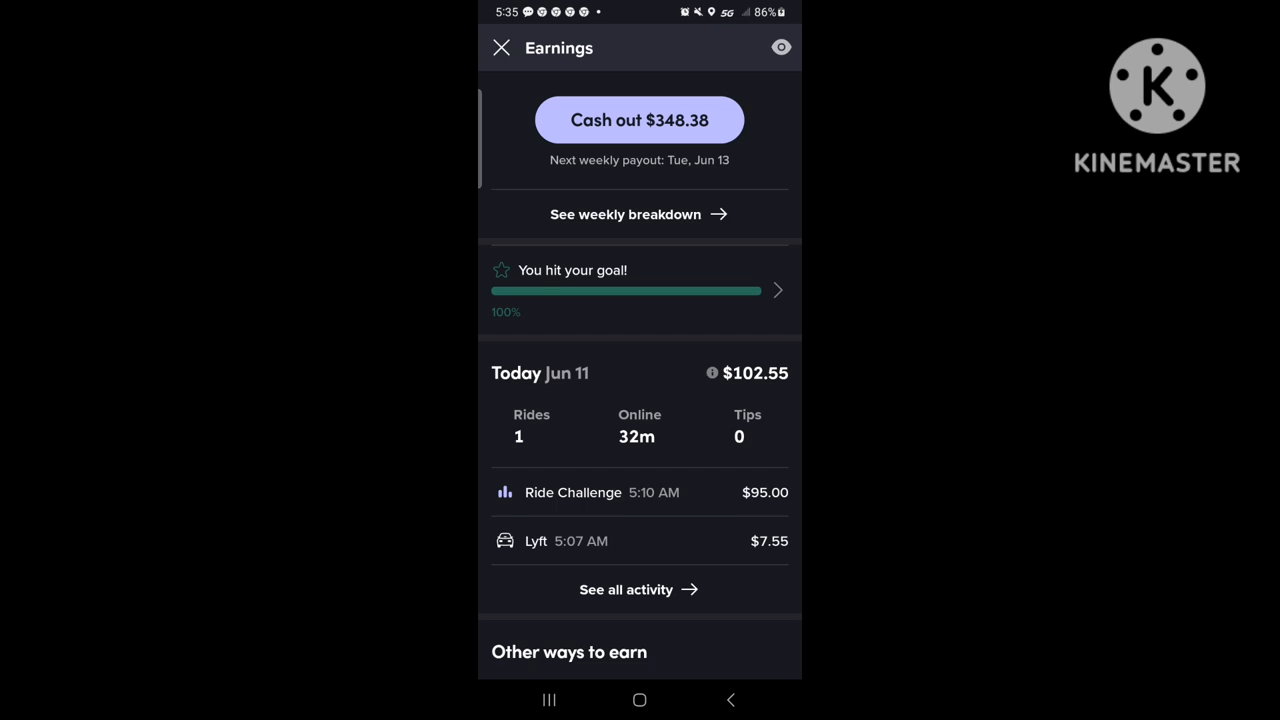 5:35
5G 86%
Earnings
Cash out $348.38
Next weekly payout: Tue, Jun 13
See weekly breakdown
You hit your goal!
100%
Today Jun 11 $102.55
Rides Online Tips
1 32m 0
Ride Challenge 5:10 AM $95.00
Lyft 5:07 AM $7.55
See all activity
Other ways to earn
K
KINEMASTER